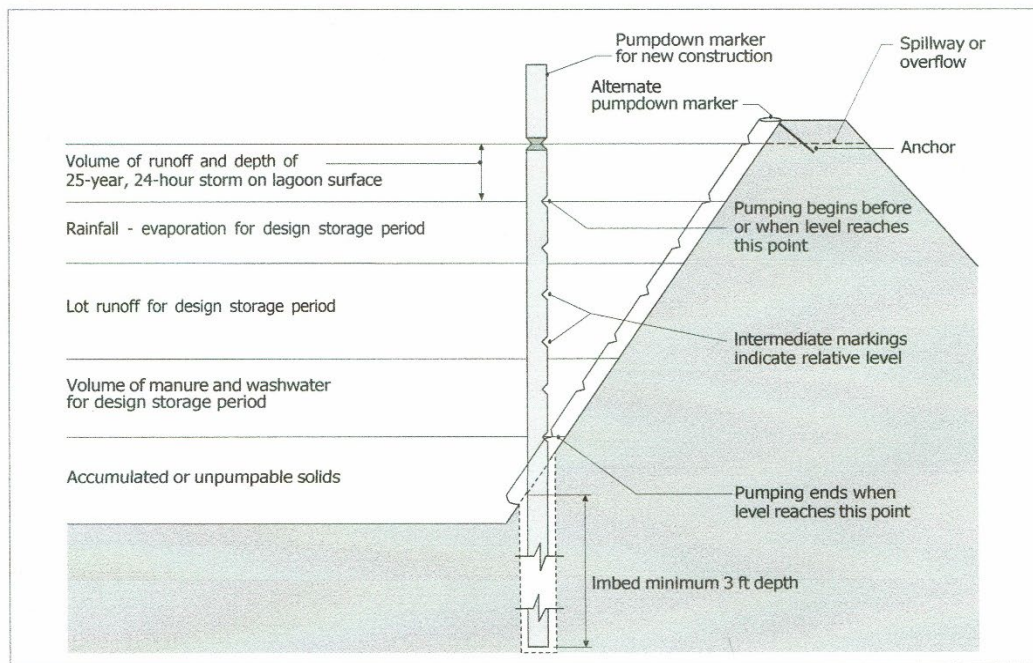 Pumpdown marker
for new construction
Spillway or
overflow
Alternate
pumpdown marker
Anchor
Volume of runoff and depth of
25-year, 24-hour storm on lagoon surface
Rainfall - evaporation for design storage period
Pumping begins before
or when level reaches
this point
Lot runoff for design storage period
Intermediate markings
indicate relative level
Volume of manure and washwater
for design storage period
Accumulated or unpumpable solids
Pumping ends when
level reaches this point
Imbed minimum 3 ft depth